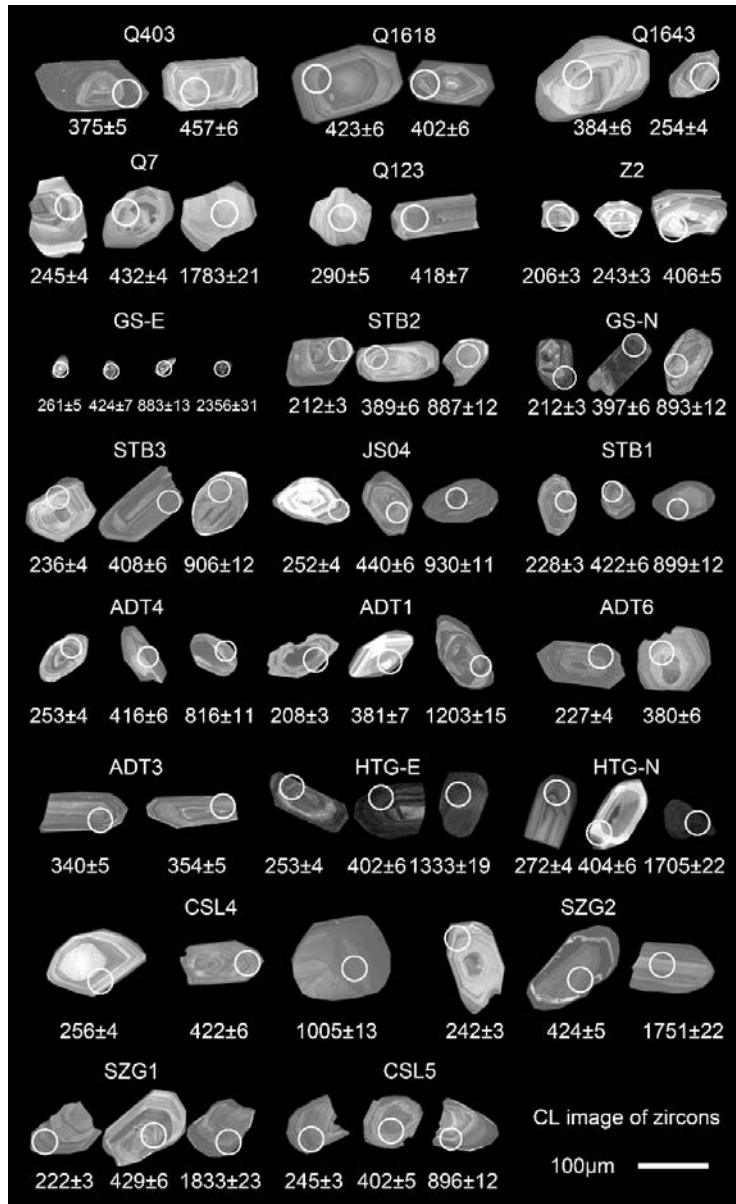 Q403 Q1618 Q1643
375±5 457±6 423±6 402±6 384±6 254±4
Q7 Q123 Z2
245±4 432±4 1783±21 290±5 418±7 206±3 243±3 406±5
GS-E STB2 GS-N
261±5 424±7 883±13 2356±31 212±3 389±6 887±12 212±3 397±6 893±12
STB3 JS04 STB1
236±4 408±6 906±12 252±4 440±6 930±11 228±3 422±6 899±12
ADT4 ADT1 ADT6
253±4 416±6 816±11 208±3 381±7 1203±15 227±4 380±6
ADT3 HTG-E HTG-N
340±5 354±5 253±4 402±6 1333±19 272±4 404±6 1705±22
CSL4 SZG2
256±4 422±6 1005±13 242±3 424±5 1751±22
SZG1 CSL5
CL image of zircons
222±3 429±6 1833±23 245±3 402±5 896±12 100μm